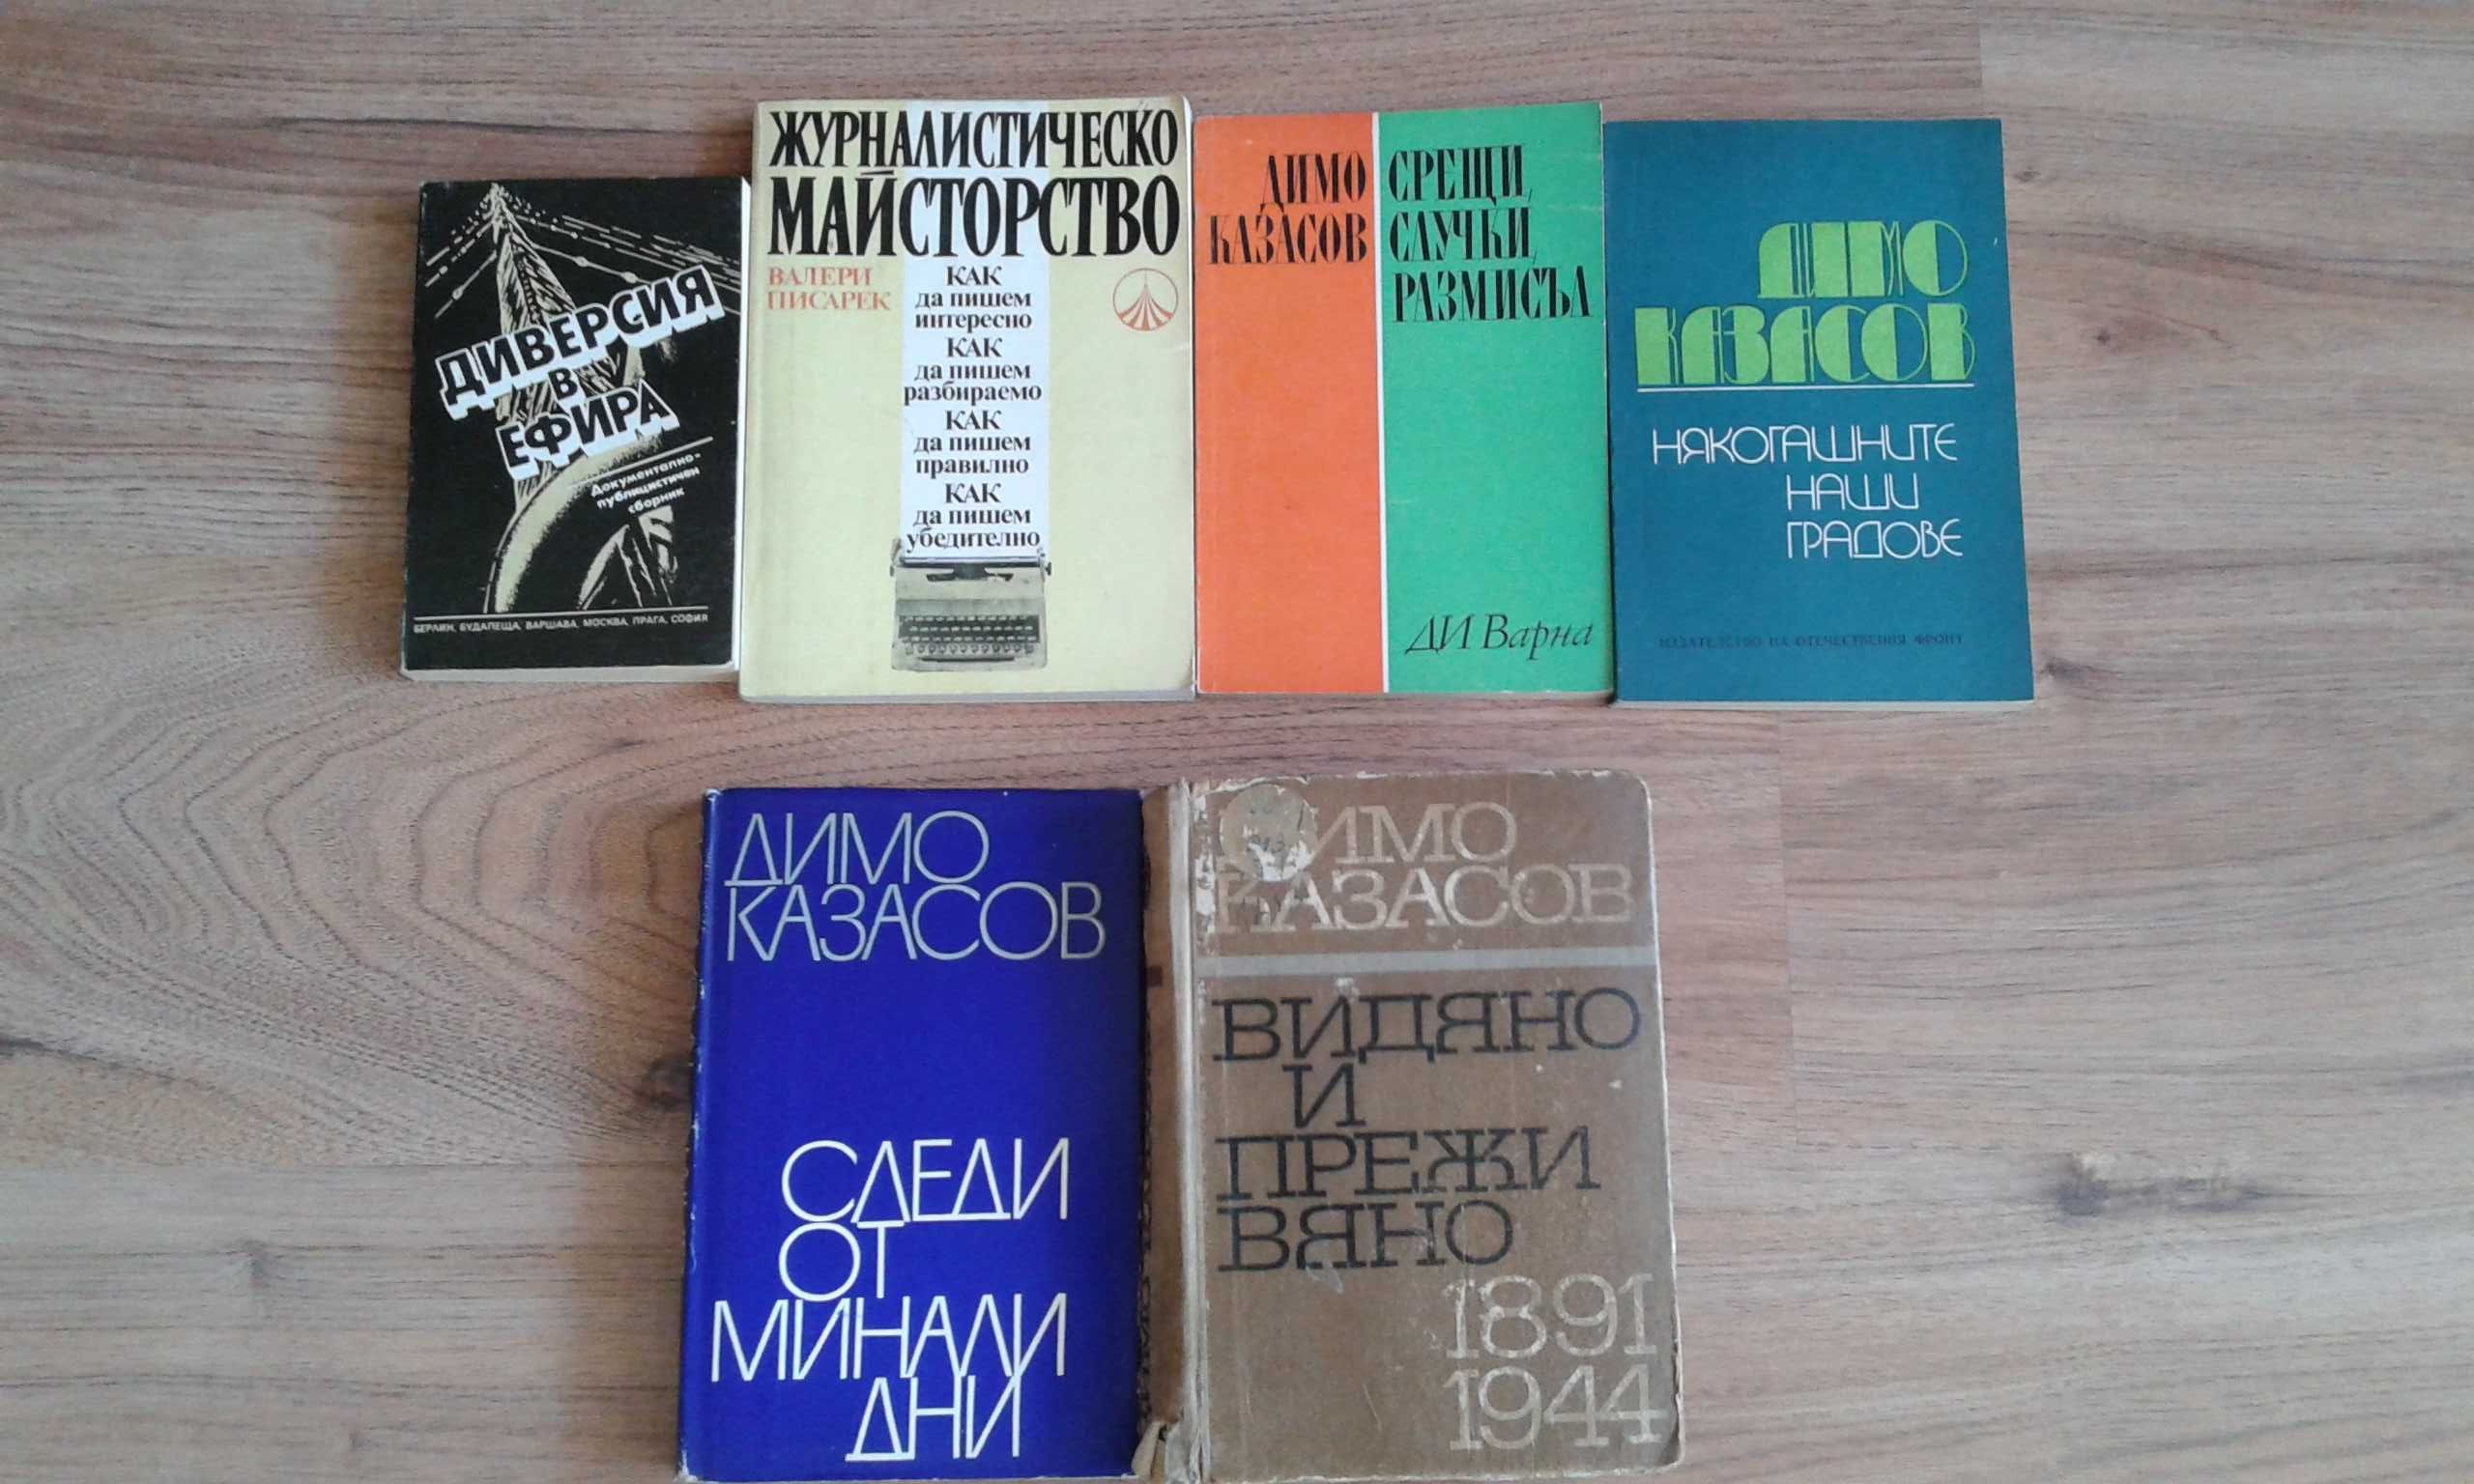 ДИВЕРСИЯ
В
ЕФИРА
Документално-
публицистичен
сборник
БЕРЛИН, БУДАПЕЩА, ВАРШАВА, МОСКВА, ПРАГА, СОФИЯ
ЖУРНАЛИСТИЧЕСКО
МАЙСТОРСТВО
ВАЛЕРИ
ПИСАРЕК
КАК
да пишем
интересно
КАК
да пишем
разбираемо
КАК
да пишем
правилно
КАК
да пишем
убедително
ДИМО
КАЗАСОВ
СРЕЩИ,
СЛУЧКИ,
РАЗМИСЪЛ
ДИ Варна
ДИМО
КАЗАСОВ
НЯКОГАШНИТЕ
НАШИ
ГРАДОВЕ
ИЗДАТЕЛСТВО НА ОТЕЧЕСТВЕНИЯ ФРОНТ
ДИМО
КАЗАСОВ
СЛЕДИ
ОТ
МИНАЛИ
ДНИ
ДИМО
КАЗАСОВ
ВИДЯНО
И
ПРЕЖИ
ВЯНО
1891
1944